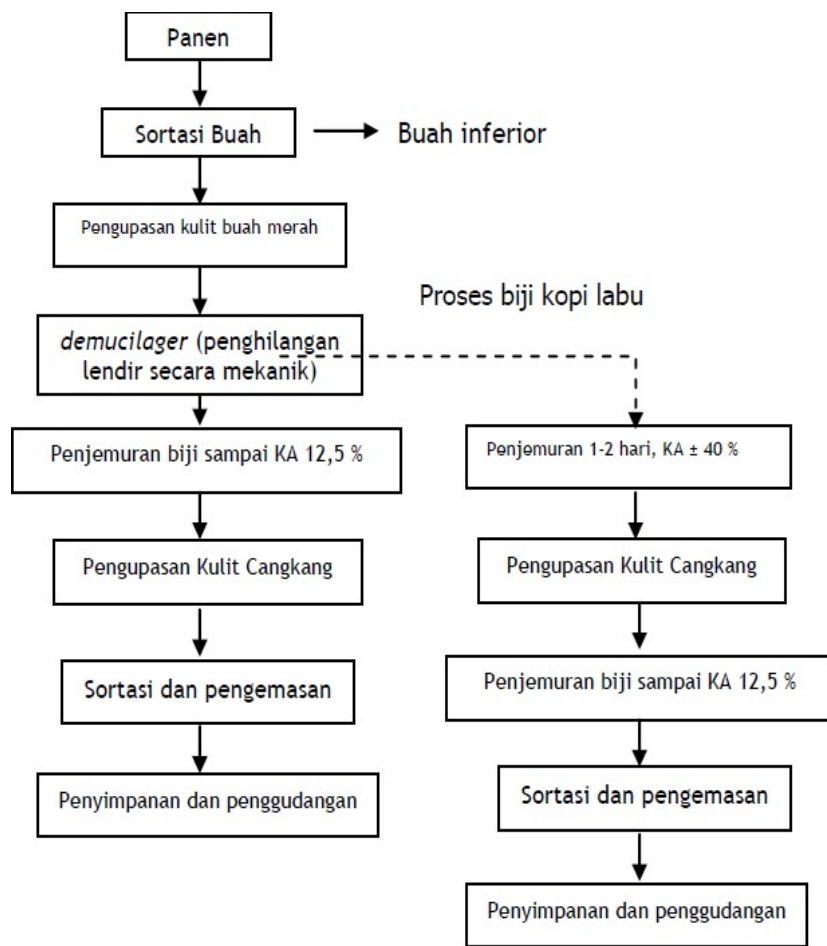 Panen
Sortasi Buah
Buah inferior
Pengupasan kulit buah merah
Proses biji kopi labu
demucilager (penghilangan
lendir secara mekanik)
Penjemuran biji sampai KA 12,5 %
Pengupasan Kulit Cangkang
Sortasi dan pengemasan
Penyimpanan dan penggudangan
Penjemuran 1-2 hari, KA ± 40 %
Pengupasan Kulit Cangkang
Penjemuran biji sampai KA 12,5 %
Sortasi dan pengemasan
Penyimpanan dan penggudangan